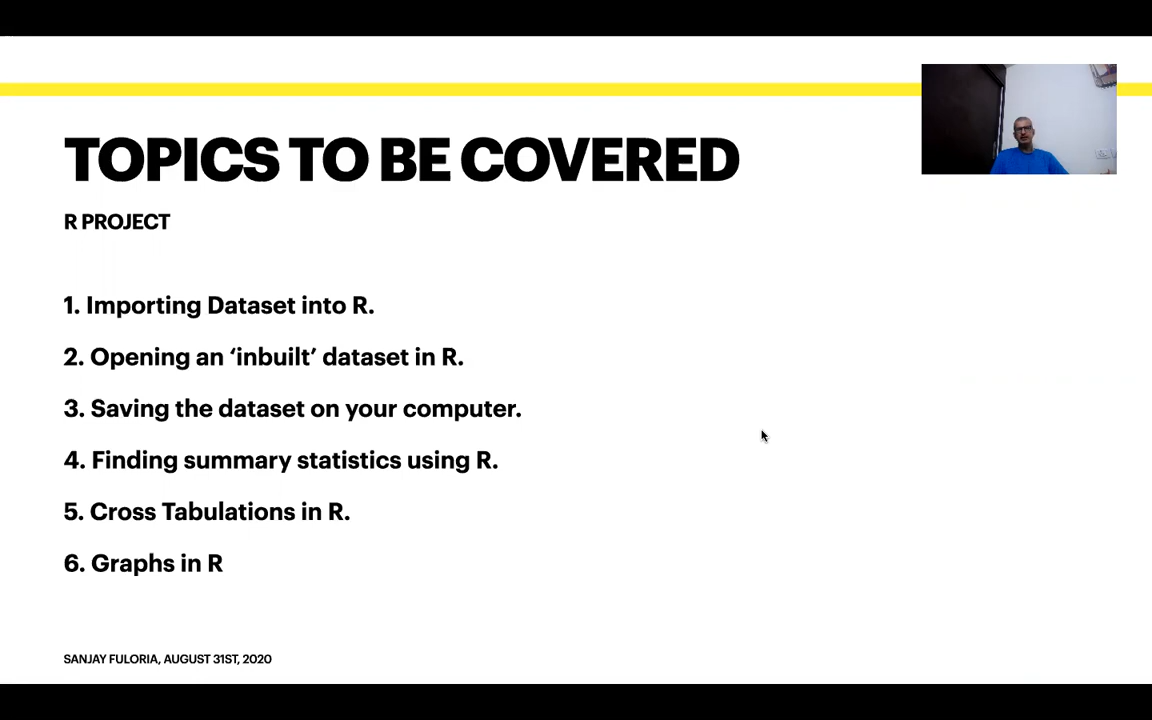 TOPICS TO BE COVERED
R PROJECT
1. Importing Dataset into R.
2. Opening an ‘inbuilt’ dataset in R.
3. Saving the dataset on your computer.
4. Finding summary statistics using R.
5. Cross Tabulations in R.
6. Graphs in R
SANJAY FULORIA, AUGUST 31ST, 2020